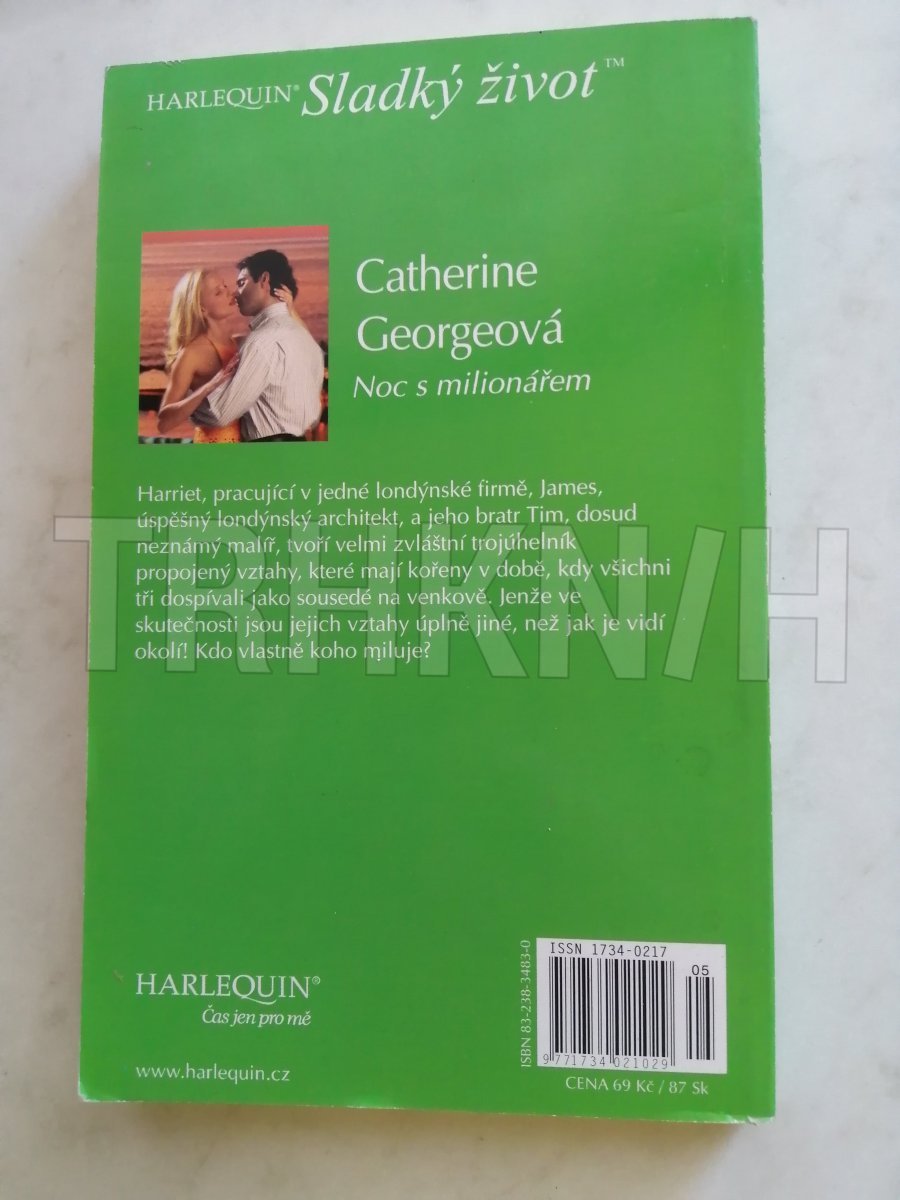 HARLEQUIN® Sladký život™
Catherine
Georgeová
Noc s milionářem
Harriet, pracující v jedné londýnské firmě, James,
úspěšný londýnský architekt, a jeho bratr Tim, dosud
neznámý malíř, tvoří velmi zvláštní trojúhelník
propojený vztahy, které mají kořeny v době, kdy všichni
tři dospívali jako sousedé na venkově. Jenže ve
skutečnosti jsou jejich vztahy úplně jiné, než jak je vidí
okolí! Kdo vlastně koho miluje?
TRHKN/H
HARLEQUIN®
Čas jen pro mě
www.harlequin.cz
ISBN 83-238-3483-0
ISSN 1734-0217
05
9 771734 021029
CENA 69 Kč / 87 Sk